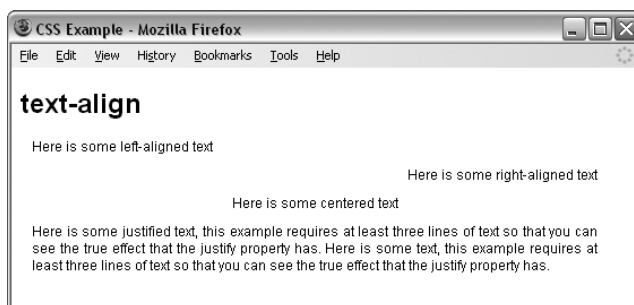 CSS Example - Mozilla Firefox
File Edit View History Bookmarks Tools Help
text-align
Here is some left-aligned text
Here is some right-aligned text
Here is some centered text
Here is some justified text, this example requires at least three lines of text so that you can
see the true effect that the justify property has. Here is some text, this example requires at
least three lines of text so that you can see the true effect that the justify property has.